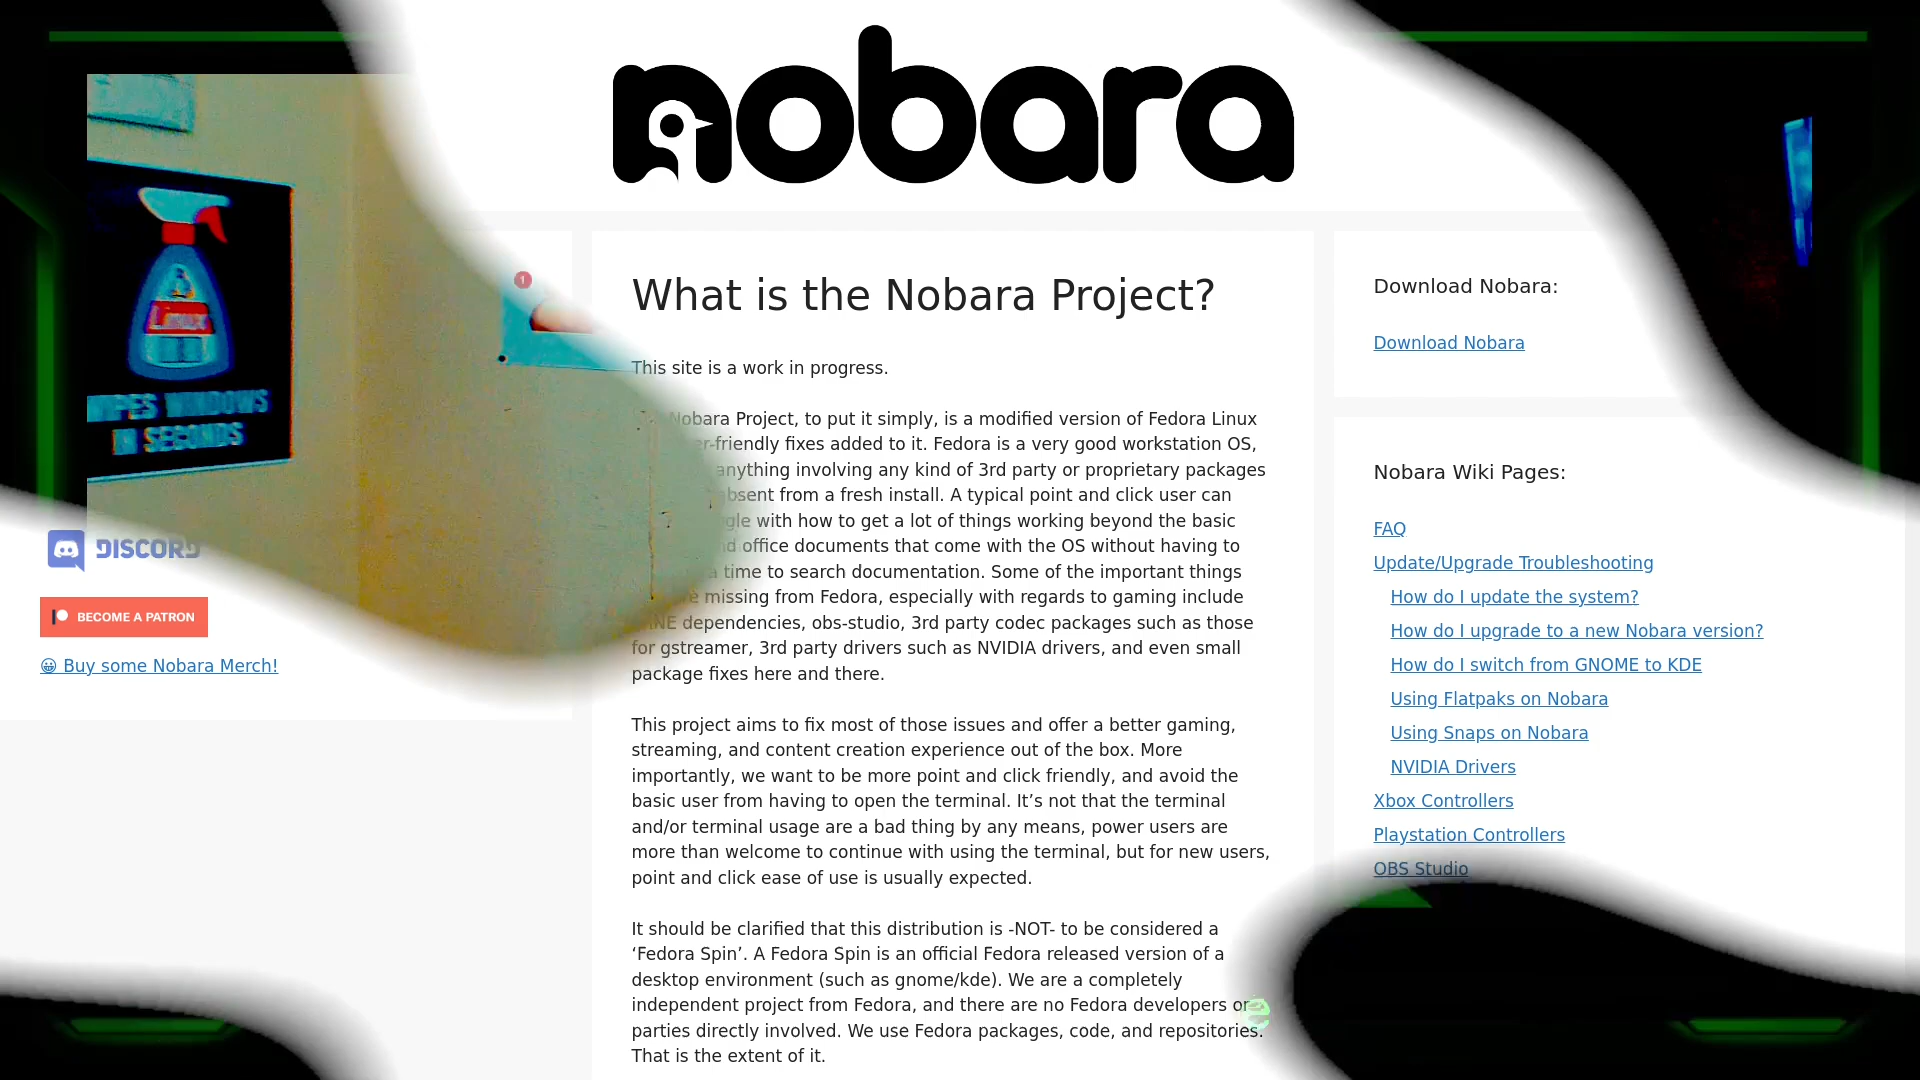 nobara
WIPES WINDOWS
IN SECONDS
1
DISCORD
BECOME A PATRON
😀 Buy some Nobara Merch!
What is the Nobara Project?
This site is a work in progress.
Nobara Project, to put it simply, is a modified version of Fedora Linux
er-friendly fixes added to it. Fedora is a very good workstation OS,
anything involving any kind of 3rd party or proprietary packages
absent from a fresh install. A typical point and click user can
with how to get a lot of things working beyond the basic
office documents that come with the OS without having to
a time to search documentation. Some of the important things
missing from Fedora, especially with regards to gaming include
WINE dependencies, obs-studio, 3rd party codec packages such as those
for gstreamer, 3rd party drivers such as NVIDIA drivers, and even small
package fixes here and there.
This project aims to fix most of those issues and offer a better gaming,
streaming, and content creation experience out of the box. More
importantly, we want to be more point and click friendly, and avoid the
basic user from having to open the terminal. It’s not that the terminal
and/or terminal usage are a bad thing by any means, power users are
more than welcome to continue with using the terminal, but for new users,
point and click ease of use is usually expected.
It should be clarified that this distribution is -NOT- to be considered a
‘Fedora Spin’. A Fedora Spin is an official Fedora released version of a
desktop environment (such as gnome/kde). We are a completely
independent project from Fedora, and there are no Fedora developers or
parties directly involved. We use Fedora packages, code, and repositories.
That is the extent of it.
Download Nobara:
Download Nobara
Nobara Wiki Pages:
FAQ
Update/Upgrade Troubleshooting
How do I update the system?
How do I upgrade to a new Nobara version?
How do I switch from GNOME to KDE
Using Flatpaks on Nobara
Using Snaps on Nobara
NVIDIA Drivers
Xbox Controllers
Playstation Controllers
OBS Studio